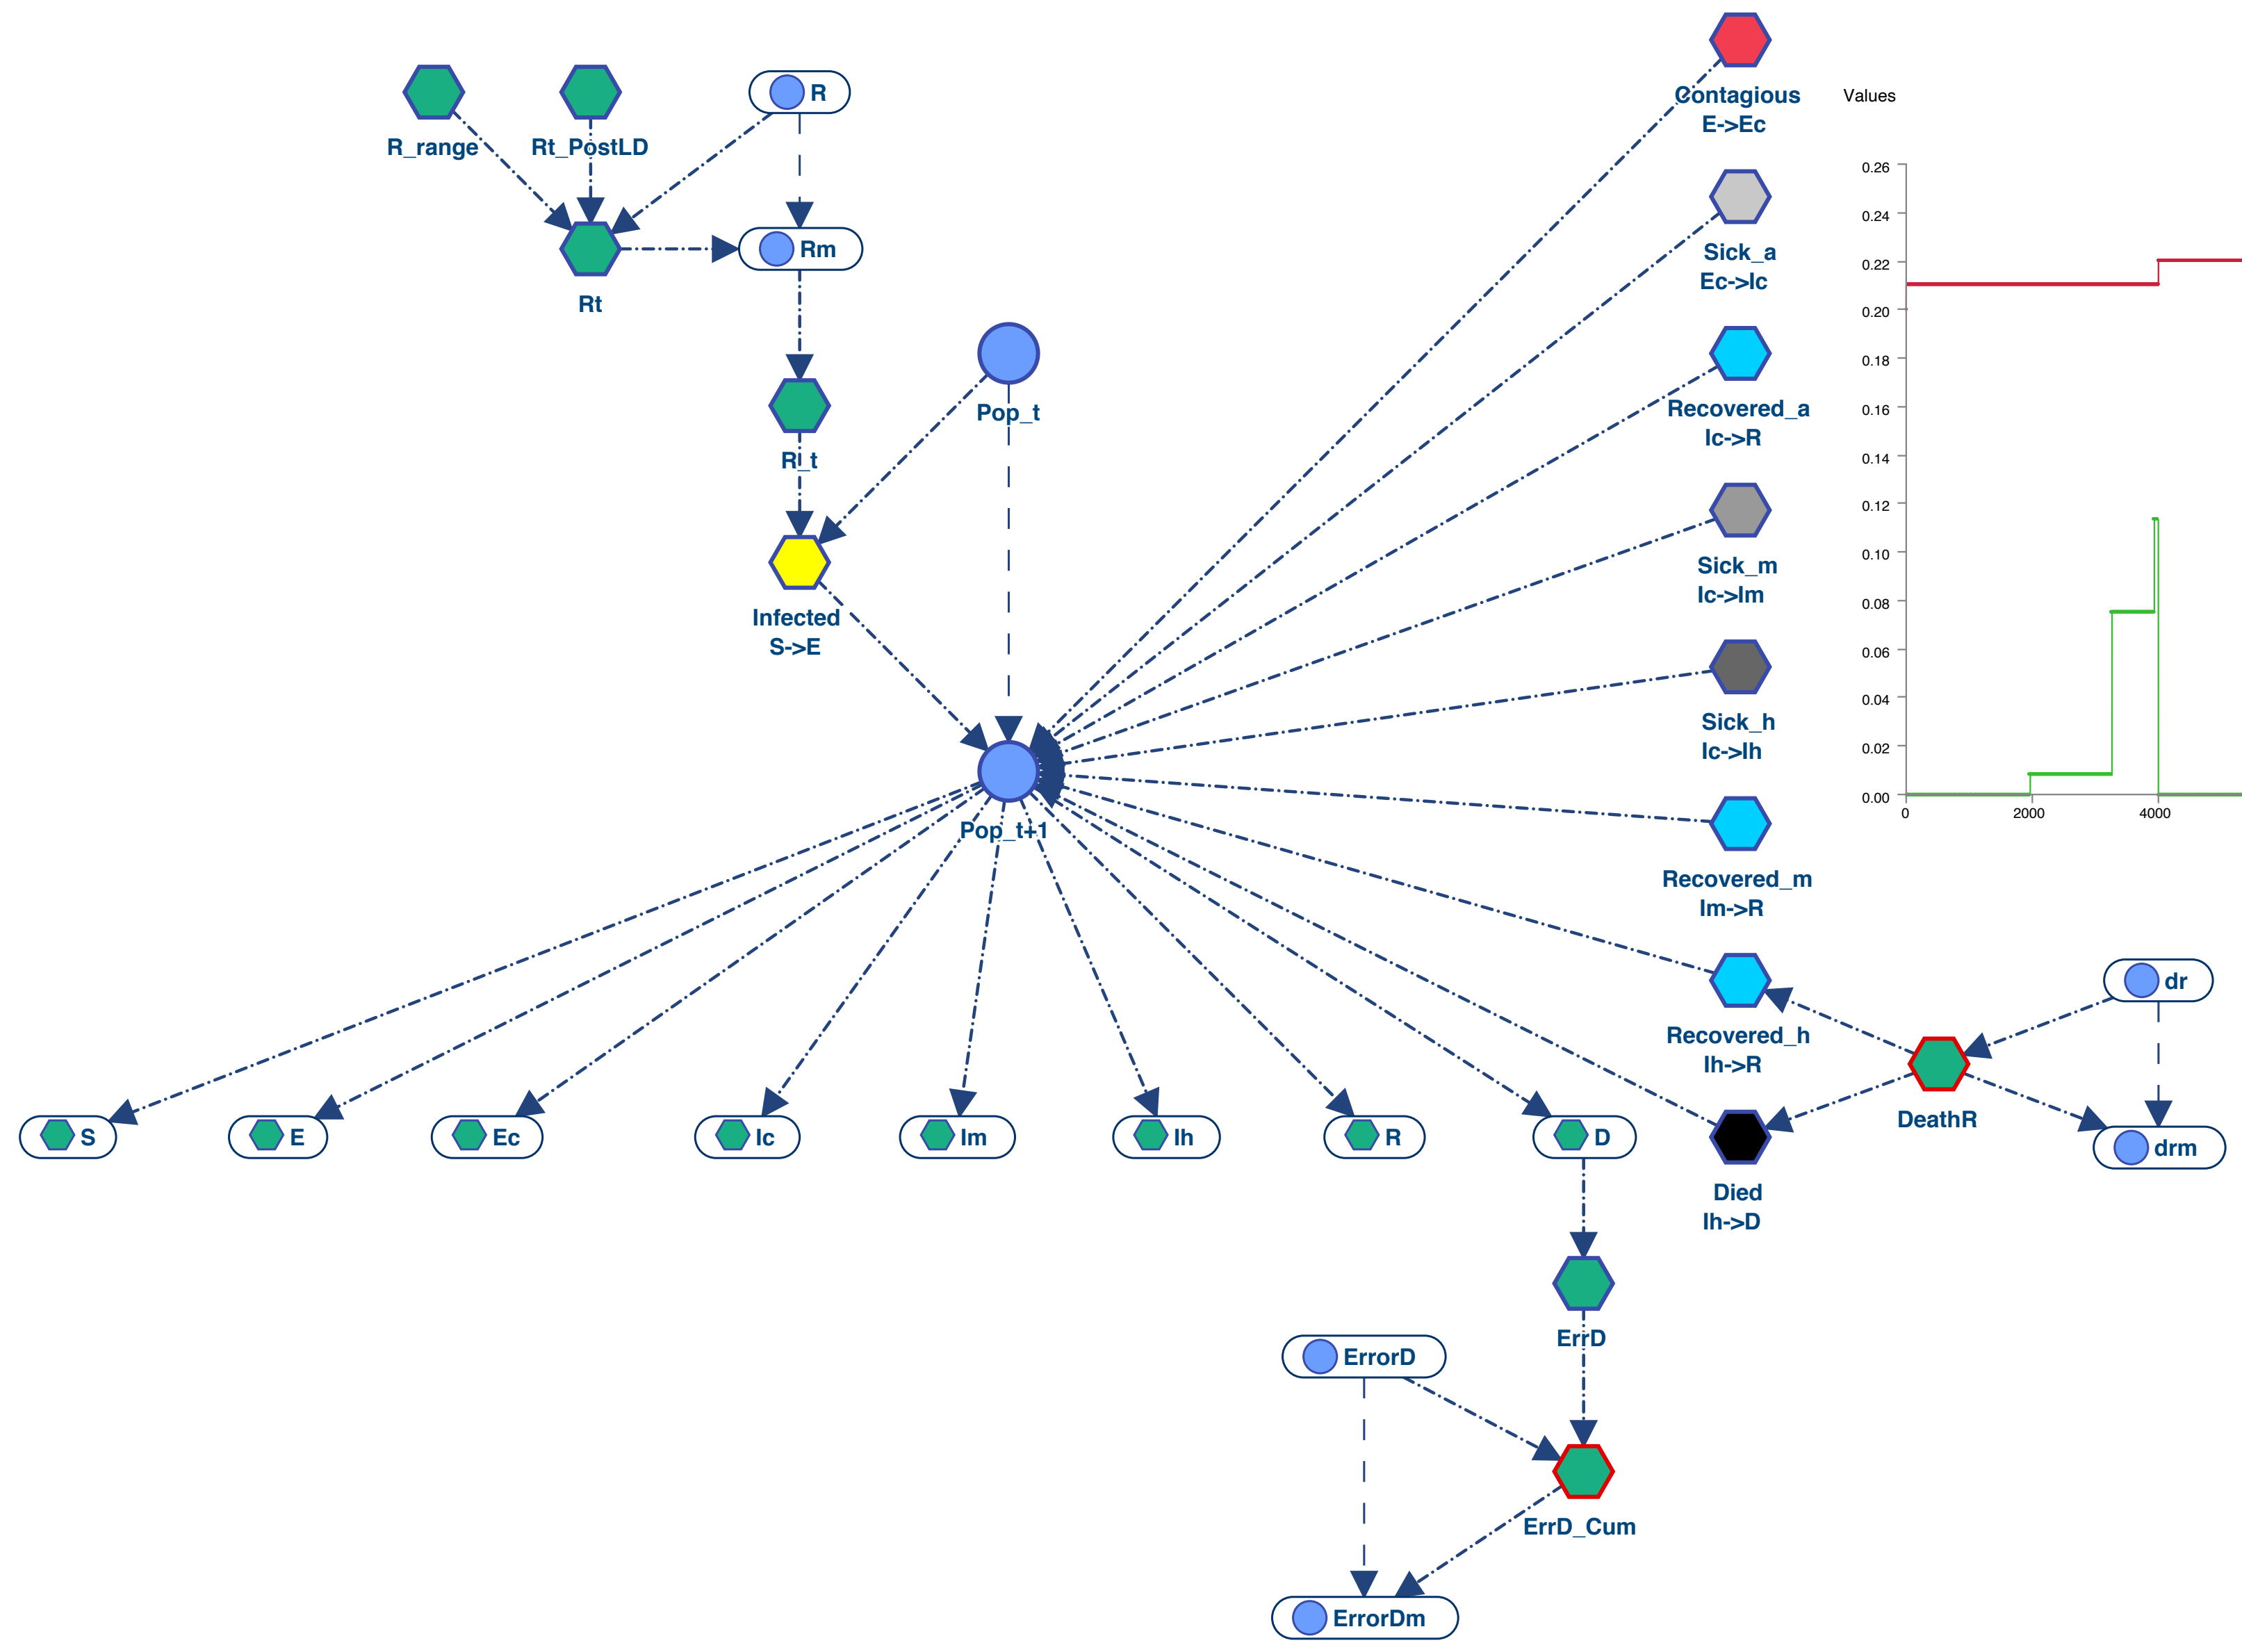 Contagious
E->Ec
Values
R
R_range
Rt_PostLD
0.26
0.24
0.22
0.20
0.18
0.16
0.14
0.12
0.10
0.08
0.06
0.04
0.02
0.00
0
2000
4000
Rm
Sick_a
Ec->Ic
Rt
Pop_t
Recovered_a
Ic->R
R_t
Sick_m
Ic->Im
Infected
S->E
Sick_h
Ic->Ih
Pop_t+1
Recovered_m
Im->R
dr
Recovered_h
Ih->R
DeathR
S
E
Ec
Ic
Im
Ih
R
D
drm
Died
Ih->D
ErrD
ErrorD
ErrD_Cum
ErrorDm